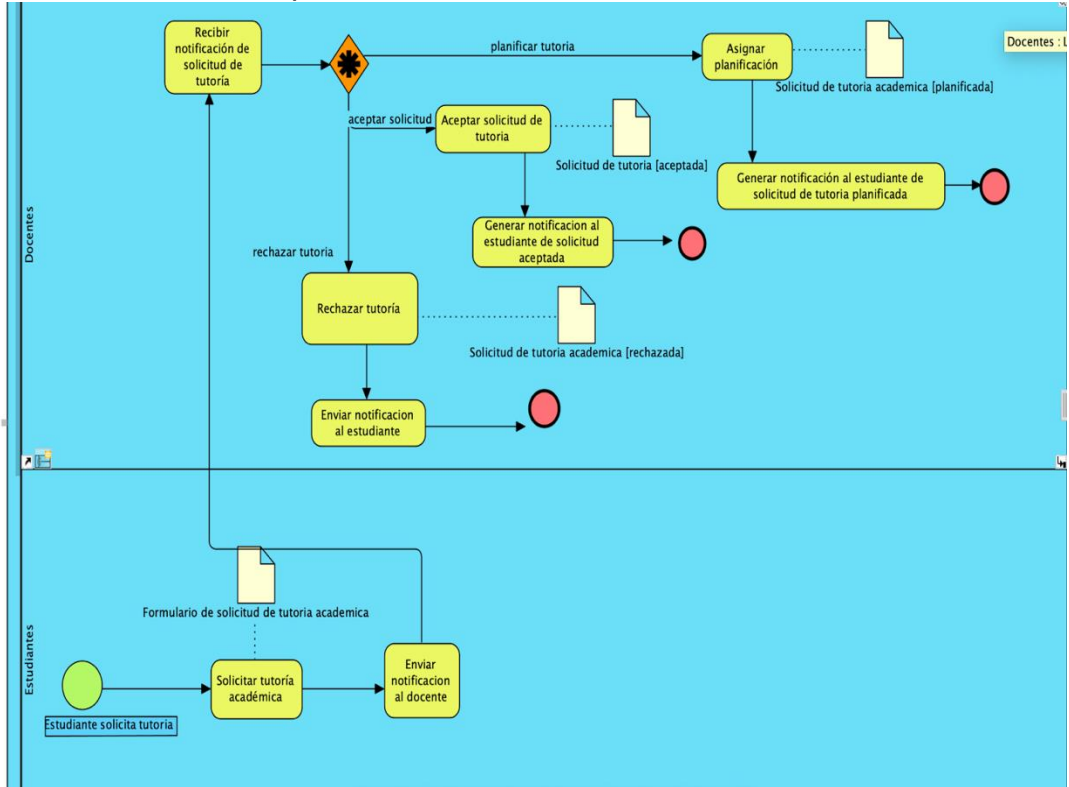 Recibir
notificación de
solicitud de
tutoría
planificar tutoria
Asignar
planificación
Docentes : L
Solicitud de tutoria academica [planificada]
aceptar solicitud
Aceptar solicitud de
tutoria
Solicitud de tutoria [aceptada]
Generar notificación al estudiante de
solicitud de tutoria planificada
Docentes
Generar notificacion al
estudiante de solicitud
aceptada
rechazar tutoria
Rechazar tutoría
Solicitud de tutoria academica [rechazada]
Enviar notificacion
al estudiante
Formulario de solicitud de tutoria academica
Estudiantes
Solicitar tutoría
académica
Enviar
notificacion
al docente
Estudiante solicita tutoria